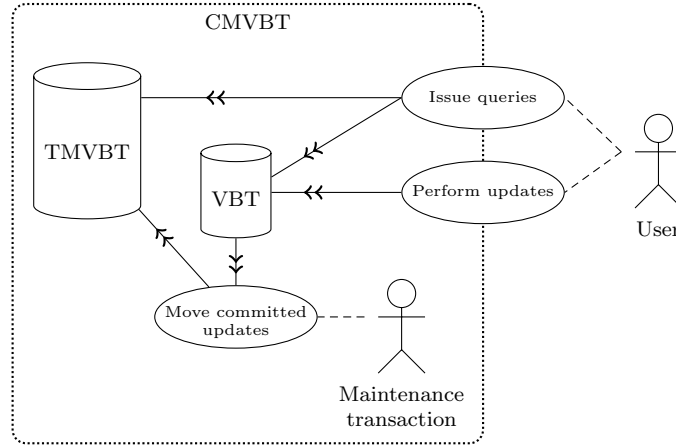 CMVBT
Issue queries
TMVBT
VBT
Perform updates
User
Move committed
updates
Maintenance
transaction